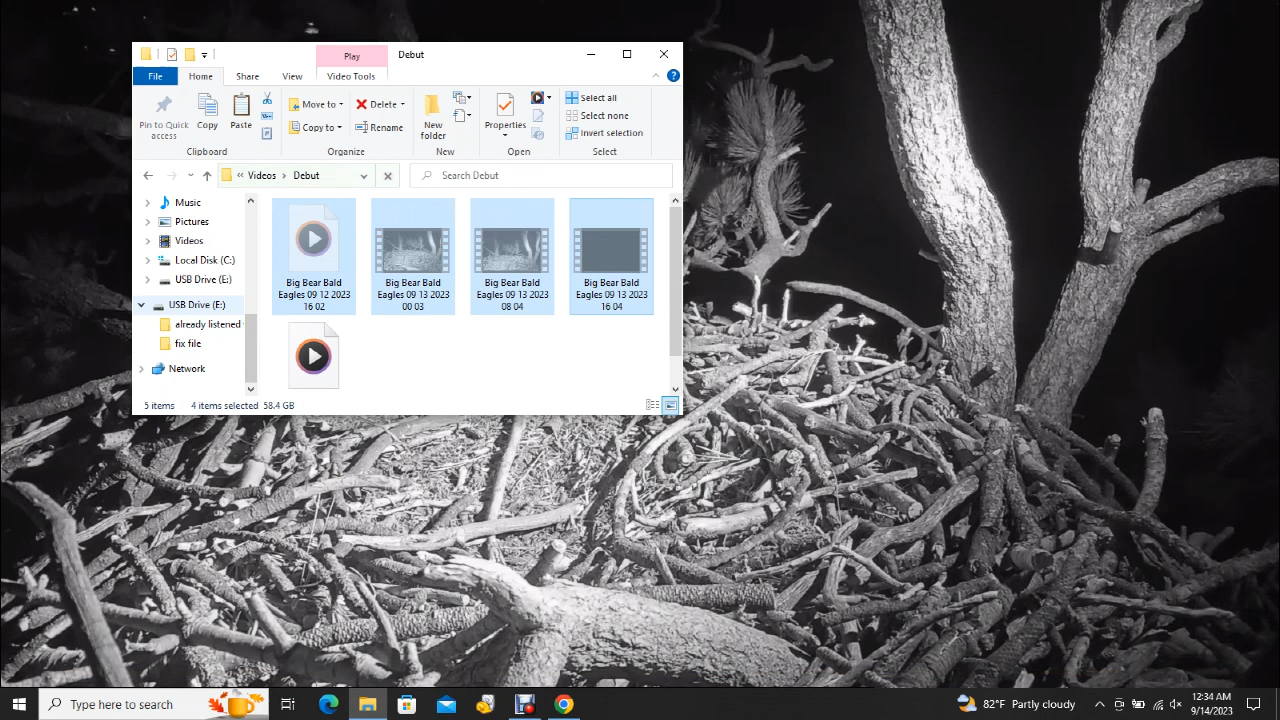 Play
Debut
File
Home
Share
View
Video Tools
Pin to Quick
access
Copy
Paste
Clipboard
Move to
Copy to
Delete
Rename
Organize
New
folder
New
Properties
Open
Select all
Select none
Invert selection
Select
« Videos > Debut
Search Debut
Music
Pictures
Videos
Local Disk (C:)
USB Drive (E:)
USB Drive (E:)
already listened
fix file
Network
Big Bear Bald
Eagles 09 12 2023
16 02
Big Bear Bald
Eagles 09 13 2023
00 03
Big Bear Bald
Eagles 09 13 2023
08 04
Big Bear Bald
Eagles 09 13 2023
16 04
5 items
4 items selected 58.4 GB
Type here to search
82°F Partly cloudy
12:34 AM
9/14/2023